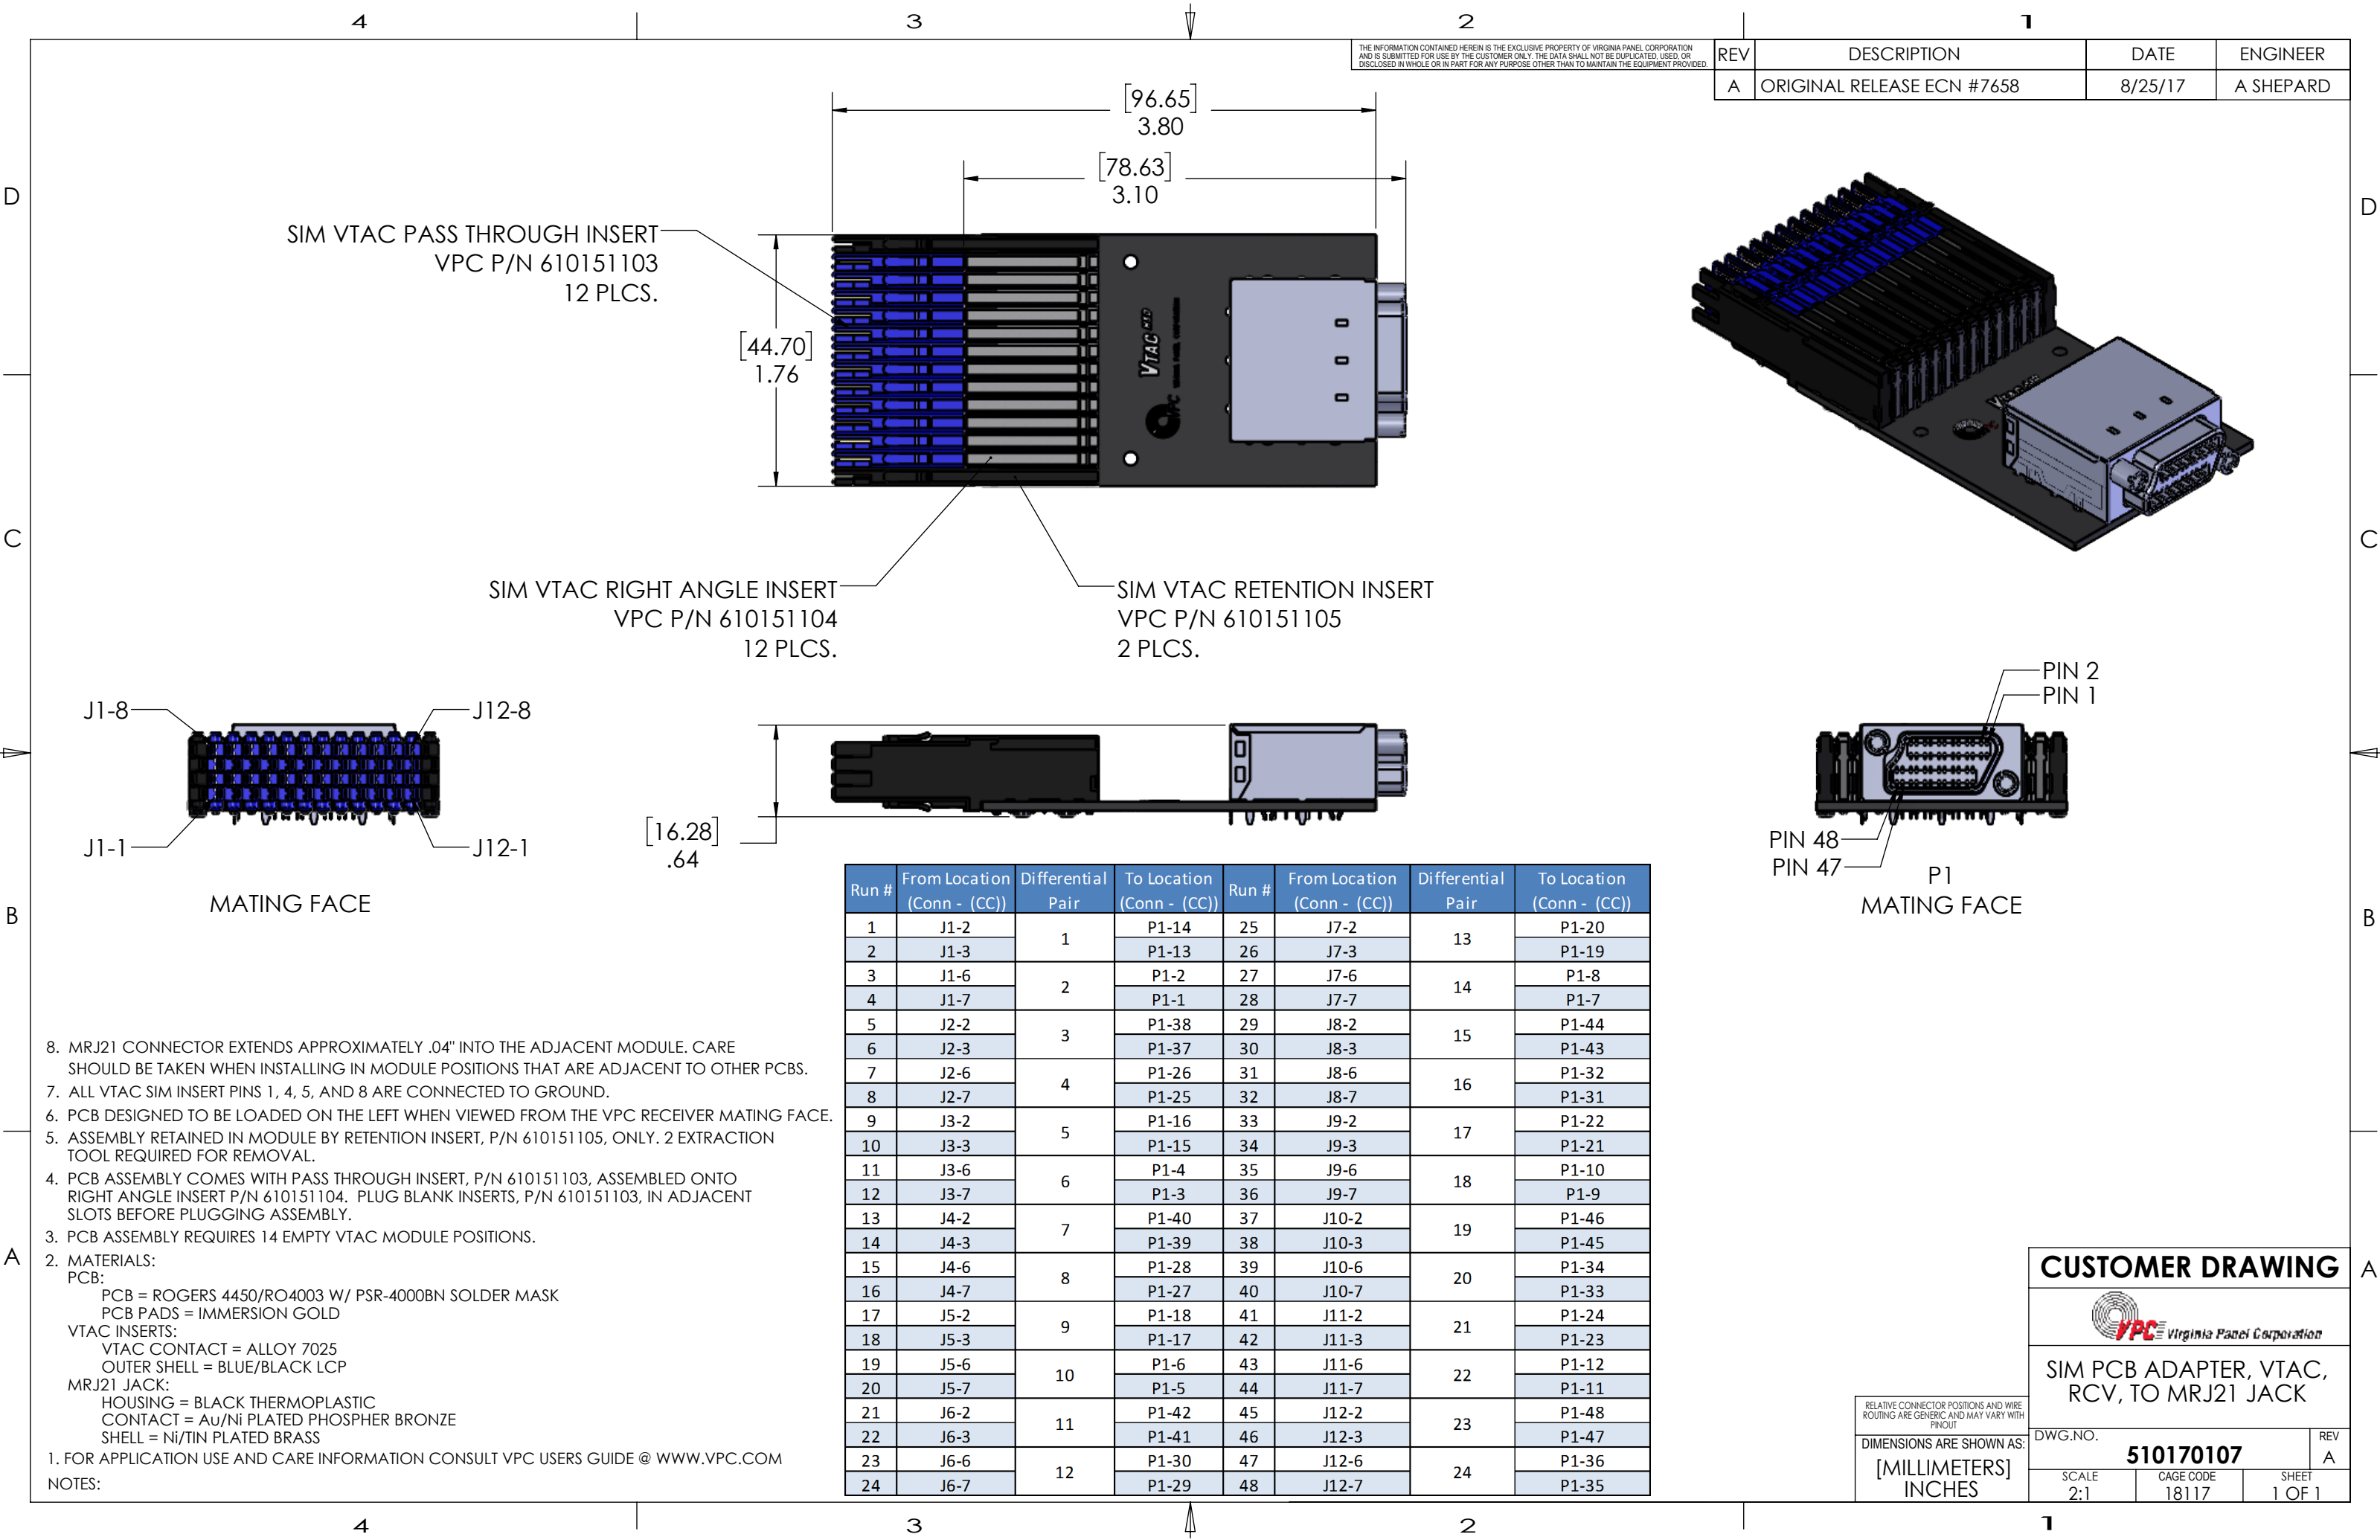 4
3
2
1
THE INFORMATION CONTAINED HEREIN IS THE EXCLUSIVE PROPERTY OF VIRGINIA PANEL CORPORATION
AND IS SUBMITTED FOR USE BY THE CUSTOMER ONLY. THE DATA SHALL NOT BE DUPLICATED, USED, OR
DISCLOSED IN WHOLE OR IN PART FOR ANY PURPOSE OTHER THAN TO MAINTAIN THE EQUIPMENT PROVIDED.
REV DESCRIPTION DATE ENGINEER
A ORIGINAL RELEASE ECN #7658 8/25/17 A SHEPARD
[96.65]
3.80
[78.63]
3.10
D
D
SIM VTAC PASS THROUGH INSERT
VPC P/N 610151103
12 PLCS.
[44.70]
1.76
VTAC
VPC
C
C
SIM VTAC RIGHT ANGLE INSERT
VPC P/N 610151104
12 PLCS.
SIM VTAC RETENTION INSERT
VPC P/N 610151105
2 PLCS.
J1-8
J12-8
J1-1
J12-1
MATING FACE
[16.28]
.64
PIN 2
PIN 1
PIN 48
PIN 47
P1
MATING FACE
B
B
Run # From Location (Conn - (CC)) Differential Pair To Location (Conn - (CC)) Run # From Location (Conn - (CC)) Differential Pair To Location (Conn - (CC))
1 J1-2 1 P1-14 25 J7-2 13 P1-20
2 J1-3 P1-13 26 J7-3 P1-19
3 J1-6 2 P1-2 27 J7-6 14 P1-8
4 J1-7 P1-1 28 J7-7 P1-7
5 J2-2 3 P1-38 29 J8-2 15 P1-44
6 J2-3 P1-37 30 J8-3 P1-43
7 J2-6 4 P1-26 31 J8-6 16 P1-32
8 J2-7 P1-25 32 J8-7 P1-31
9 J3-2 5 P1-16 33 J9-2 17 P1-22
10 J3-3 P1-15 34 J9-3 P1-21
11 J3-6 6 P1-4 35 J9-6 18 P1-10
12 J3-7 P1-3 36 J9-7 P1-9
13 J4-2 7 P1-40 37 J10-2 19 P1-46
14 J4-3 P1-39 38 J10-3 P1-45
15 J4-6 8 P1-28 39 J10-6 20 P1-34
16 J4-7 P1-27 40 J10-7 P1-33
17 J5-2 9 P1-18 41 J11-2 21 P1-24
18 J5-3 P1-17 42 J11-3 P1-23
19 J5-6 10 P1-6 43 J11-6 22 P1-12
20 J5-7 P1-5 44 J11-7 P1-11
21 J6-2 11 P1-42 45 J12-2 23 P1-48
22 J6-3 P1-41 46 J12-3 P1-47
23 J6-6 12 P1-30 47 J12-6 24 P1-36
24 J6-7 P1-29 48 J12-7 P1-35
8. MRJ21 CONNECTOR EXTENDS APPROXIMATELY .04" INTO THE ADJACENT MODULE. CARE
SHOULD BE TAKEN WHEN INSTALLING IN MODULE POSITIONS THAT ARE ADJACENT TO OTHER PCBS.
7. ALL VTAC SIM INSERT PINS 1, 4, 5, AND 8 ARE CONNECTED TO GROUND.
6. PCB DESIGNED TO BE LOADED ON THE LEFT WHEN VIEWED FROM THE VPC RECEIVER MATING FACE.
5. ASSEMBLY RETAINED IN MODULE BY RETENTION INSERT, P/N 610151105, ONLY. 2 EXTRACTION
TOOL REQUIRED FOR REMOVAL.
4. PCB ASSEMBLY COMES WITH PASS THROUGH INSERT, P/N 610151103, ASSEMBLED ONTO
RIGHT ANGLE INSERT P/N 610151104. PLUG BLANK INSERTS, P/N 610151103, IN ADJACENT
SLOTS BEFORE PLUGGING ASSEMBLY.
3. PCB ASSEMBLY REQUIRES 14 EMPTY VTAC MODULE POSITIONS.
2. MATERIALS:
PCB:
PCB = ROGERS 4450/RO4003 W/ PSR-4000BN SOLDER MASK
PCB PADS = IMMERSION GOLD
VTAC INSERTS:
VTAC CONTACT = ALLOY 7025
OUTER SHELL = BLUE/BLACK LCP
MRJ21 JACK:
HOUSING = BLACK THERMOPLASTIC
CONTACT = Au/Ni PLATED PHOSPHER BRONZE
SHELL = Ni/TIN PLATED BRASS
1. FOR APPLICATION USE AND CARE INFORMATION CONSULT VPC USERS GUIDE @ WWW.VPC.COM
NOTES:
A
A
CUSTOMER DRAWING
VPC Virginia Panel Corporation
SIM PCB ADAPTER, VTAC,
RCV, TO MRJ21 JACK
RELATIVE CONNECTOR POSITIONS AND WIRE
ROUTING ARE GENERIC AND MAY VARY WITH
PINOUT
DIMENSIONS ARE SHOWN AS:
[MILLIMETERS]
INCHES
DWG.NO.
510170107
REV
A
SCALE
2:1
CAGE CODE
18117
SHEET
1 OF 1
4
3
2
1